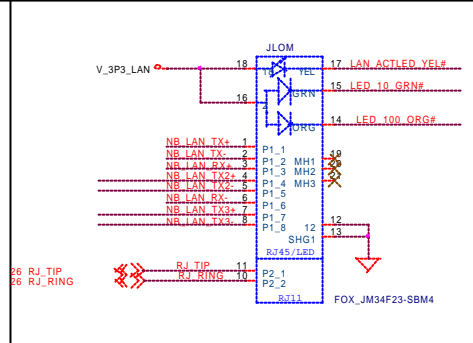 JLOM
V_3P3_LAN
18
YEL
17 LAN_ACTLED_YEL#
16
GRN
15 LED_10_GRN#
ORG
14 LED_100_ORG#
NB_LAN_TX+ 1 P1_1
NB_LAN_TX- 2 P1_2 MH1 19
NB_LAN_RX+ 3 P1_3 MH2
NB_LAN_TX2+ 4 P1_4 MH3
NB_LAN_TX2- 5 P1_5
NB_LAN_RX- 6 P1_6
NB_LAN_TX3+ 7 P1_7
NB_LAN_TX3- 8 P1_8
12 12
SHG1 13
RJ45/LED
26 RJ_TIP RJ_TIP 11 P2_1
26 RJ_RING RJ_RING 10 P2_2
RJ11
FOX_JM34F23-SBM4